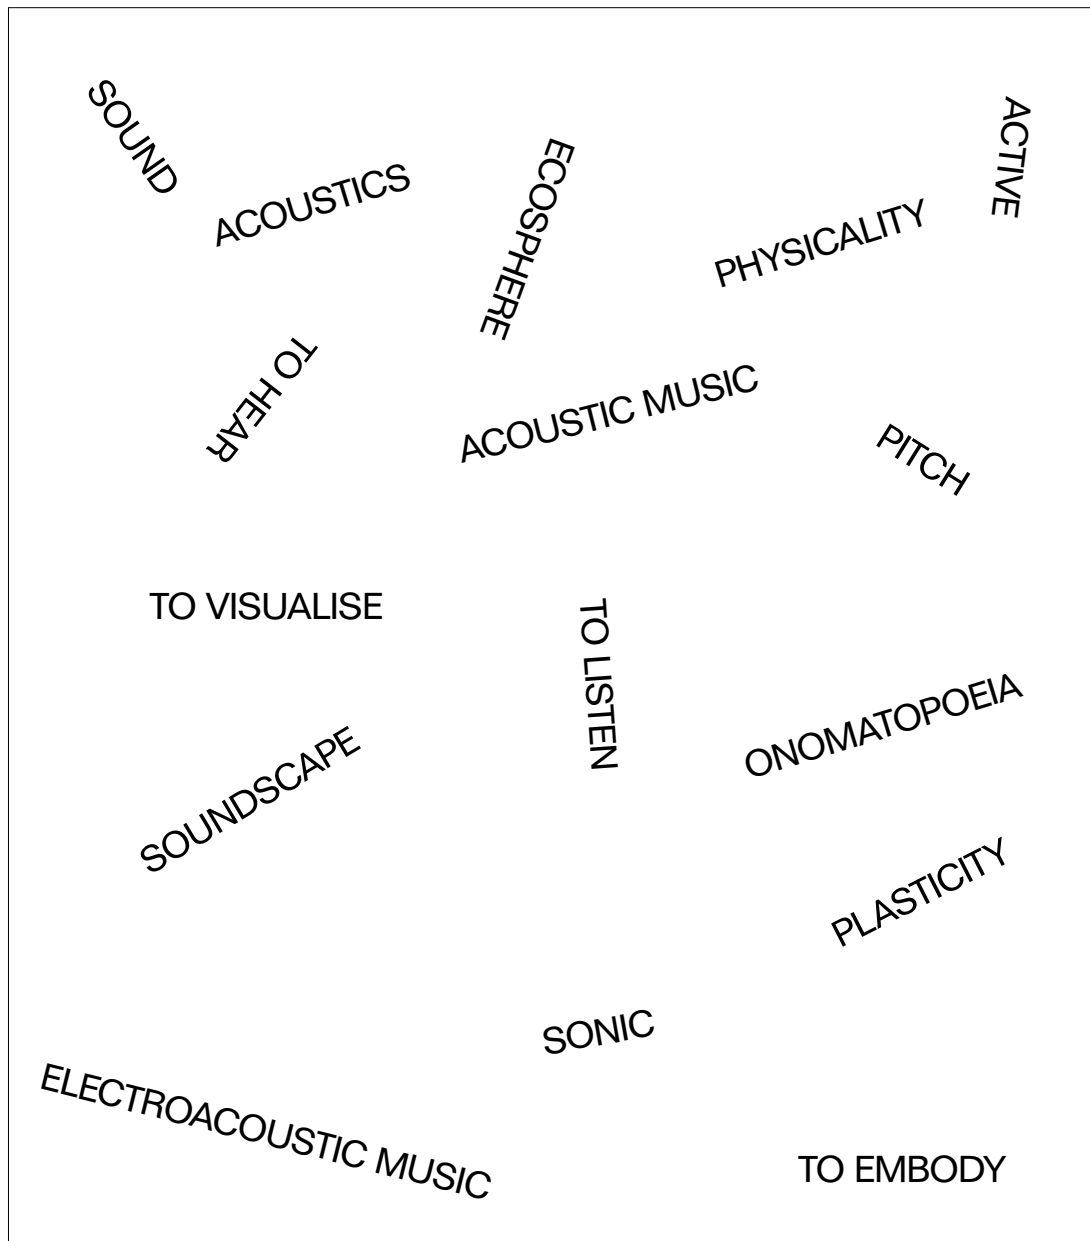 SOUND
ACOUSTICS
ECOSPHERE
PHYSICALITY
ACTIVE
TO HEAR
ACOUSTIC MUSIC
PITCH
TO VISUALISE
TO LISTEN
ONOMATOPOEIA
SOUNDSCAPE
PLASTICITY
SONIC
ELECTROACOUSTIC MUSIC
TO EMBODY